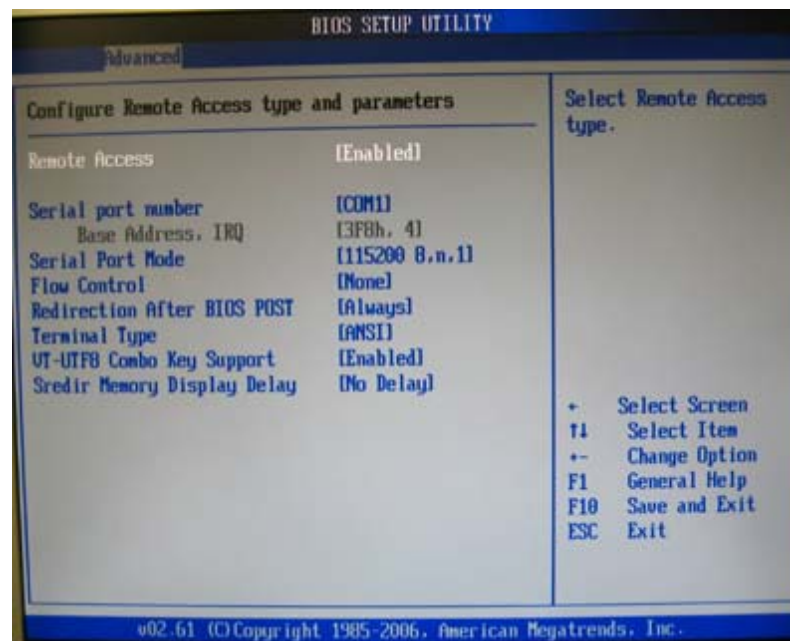 BIOS SETUP UTILITY
Advanced
Configure Remote Access type and parameters
Remote Access [Enabled]
Serial port number [COM1]
Base Address, IRQ [3F8h, 4]
Serial Port Mode [115200 8,n,1]
Flow Control [None]
Redirection After BIOS POST [Always]
Terminal Type [ANSI]
VT-UTF8 Combo Key Support [Enabled]
Sredir Memory Display Delay [No Delay]
Select Remote Access
type.
← Select Screen
↑↓ Select Item
+- Change Option
F1 General Help
F10 Save and Exit
ESC Exit
v02.61 (C)Copyright 1985-2006, American Megatrends, Inc.